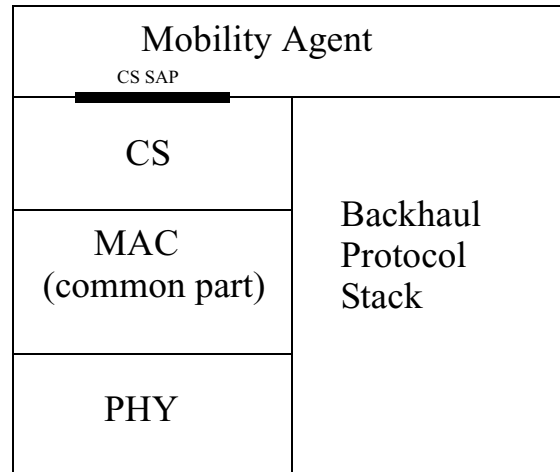 Mobility Agent
CS SAP
CS
MAC
(common part)
PHY
Backhaul
Protocol
Stack